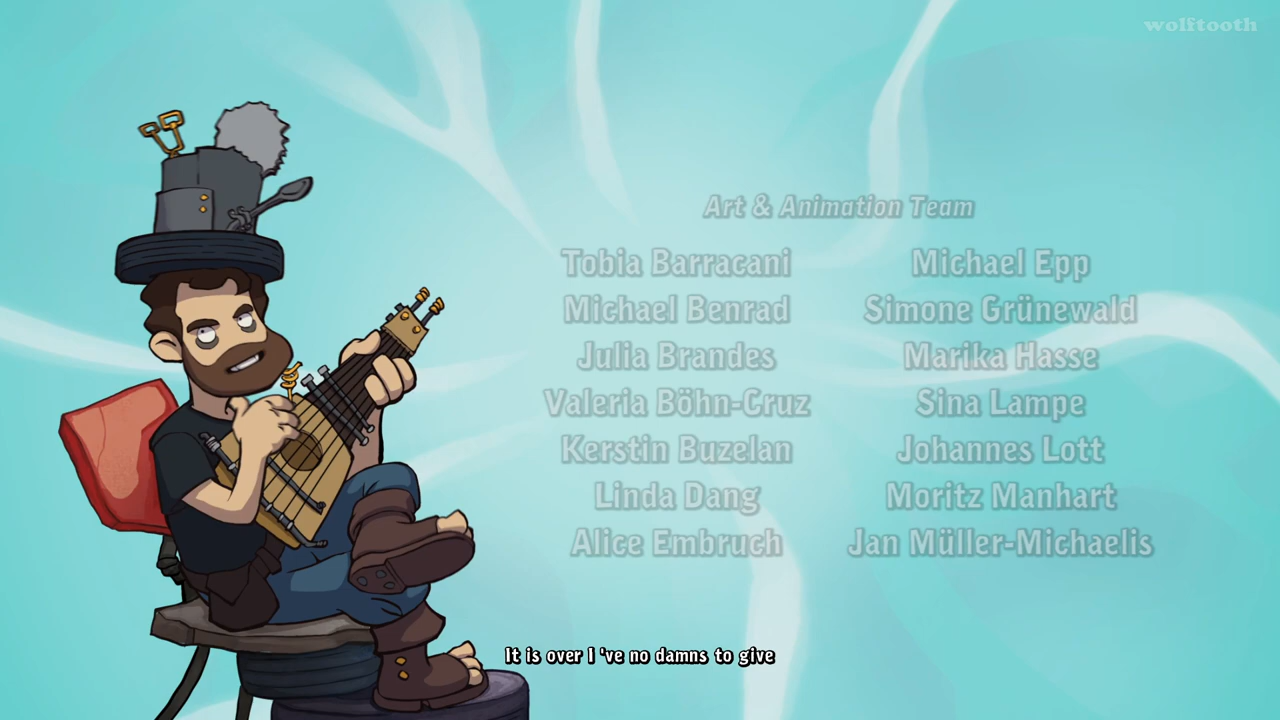 wolftooth
Art & Animation Team
Tobia Barracani
Michael Benrad
Julia Brandes
Valeria Böhn-Cruz
Kerstin Buzelan
Linda Dang
Alice Embruch
Michael Epp
Simone Grünewald
Marika Hasse
Sina Lampe
Johannes Lott
Moritz Manhart
Jan Müller-Michaelis
It is over I 've no damns to give